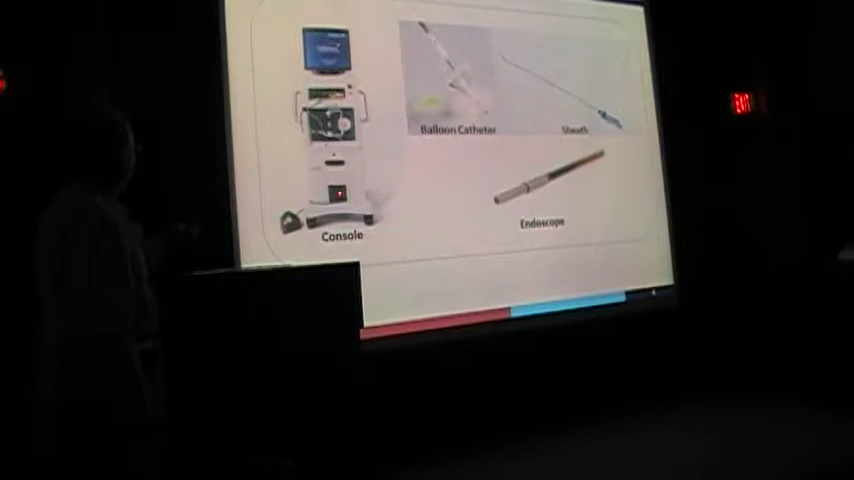 Balloon Catheter
Sheath
Endoscope
Console
EXIT